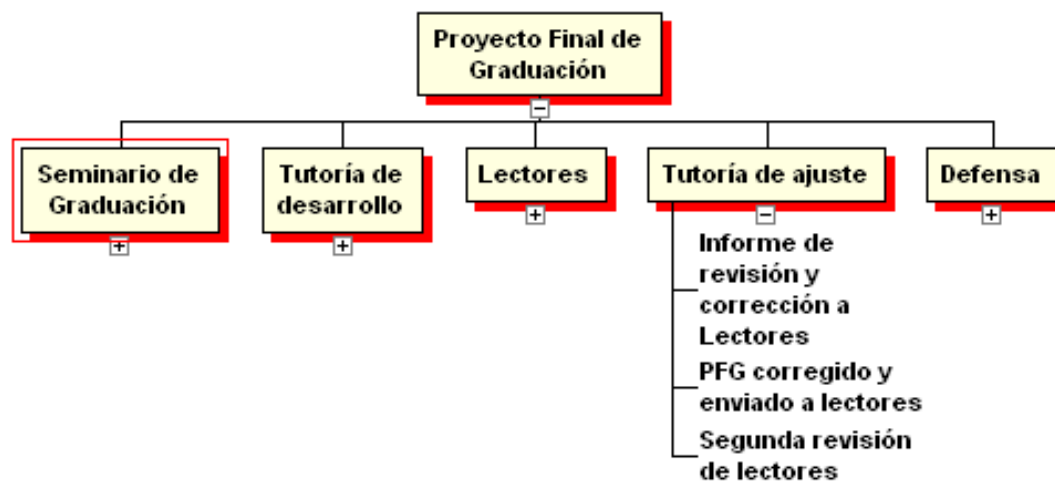 Proyecto Final de
Graduación
Seminario de
Graduación
Tutoría de
desarrollo
Lectores
Tutoría de ajuste
Defensa
Informe de
revisión y
corrección a
Lectores
PFG corregido y
enviado a lectores
Segunda revisión
de lectores